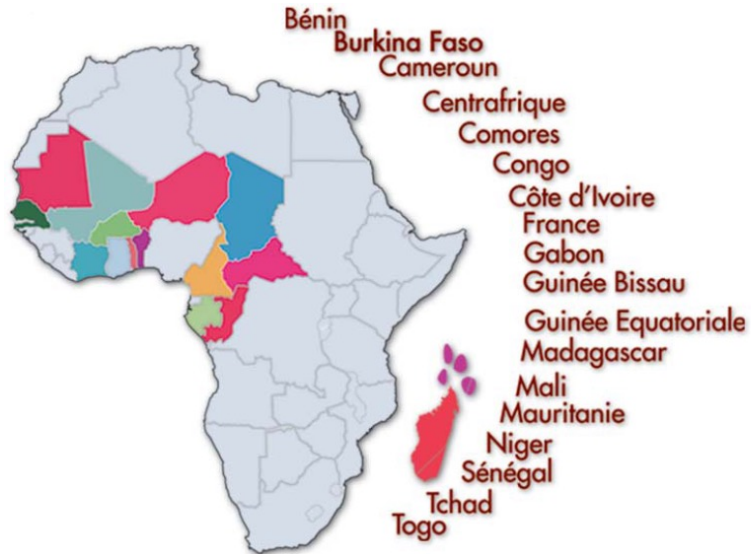 Bénin
Burkina Faso
Cameroun
Centrafrique
Comores
Congo
Côte d'Ivoire
France
Gabon
Guinée Bissau
Guinée Equatoriale
Madagascar
Mali
Mauritanie
Niger
Sénégal
Tchad
Togo